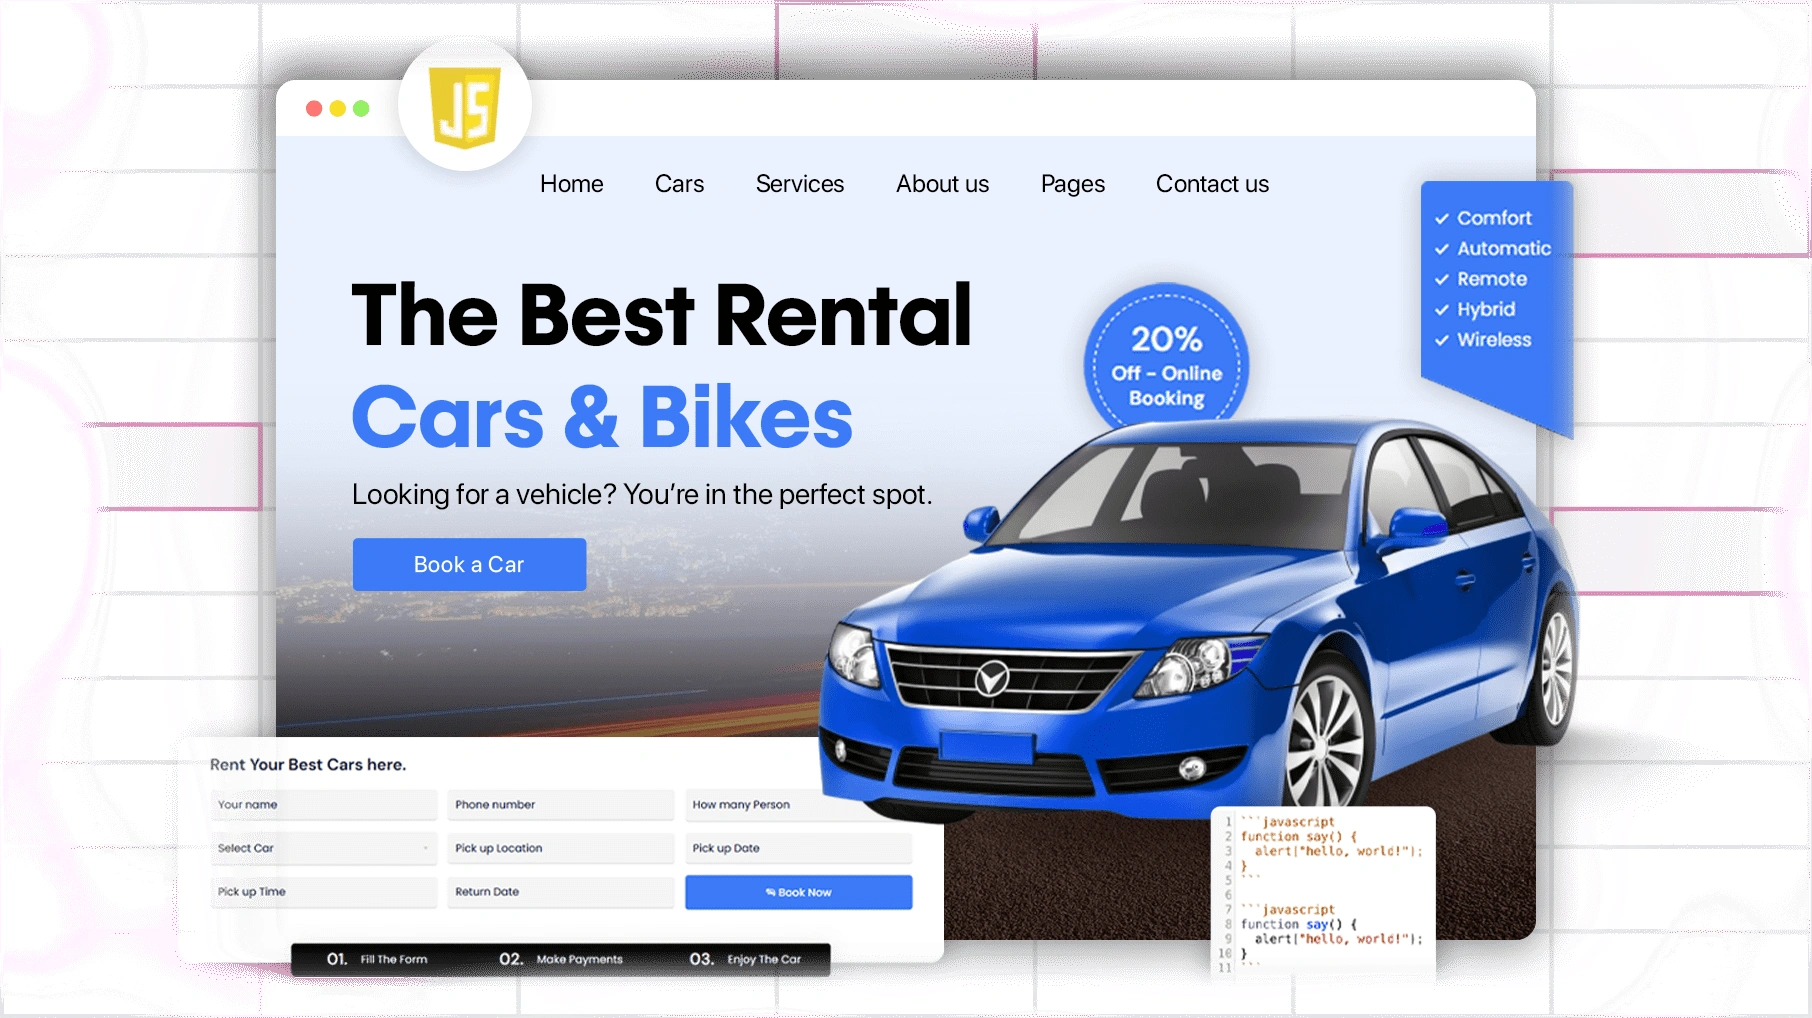 JS
Home Cars Services About us Pages Contact us
Comfort
Automatic
Remote
Hybrid
Wireless
The Best Rental
Cars & Bikes
20%
Off - Online
Booking
Looking for a vehicle? You’re in the perfect spot.
Book a Car
Rent Your Best Cars here.
Your name Phone number How many Person
Select Car Pick up Location Pick up Date
Pick up Time Return Date Book Now
01. Fill The Form 02. Make Payments 03. Enjoy The Car
1 ```javascript
2 function say() {
3 alert("hello, world!");
4 }
5 ```
6
7 ```javascript
8 function say() {
9 alert("hello, world!");
10 }
11 ```